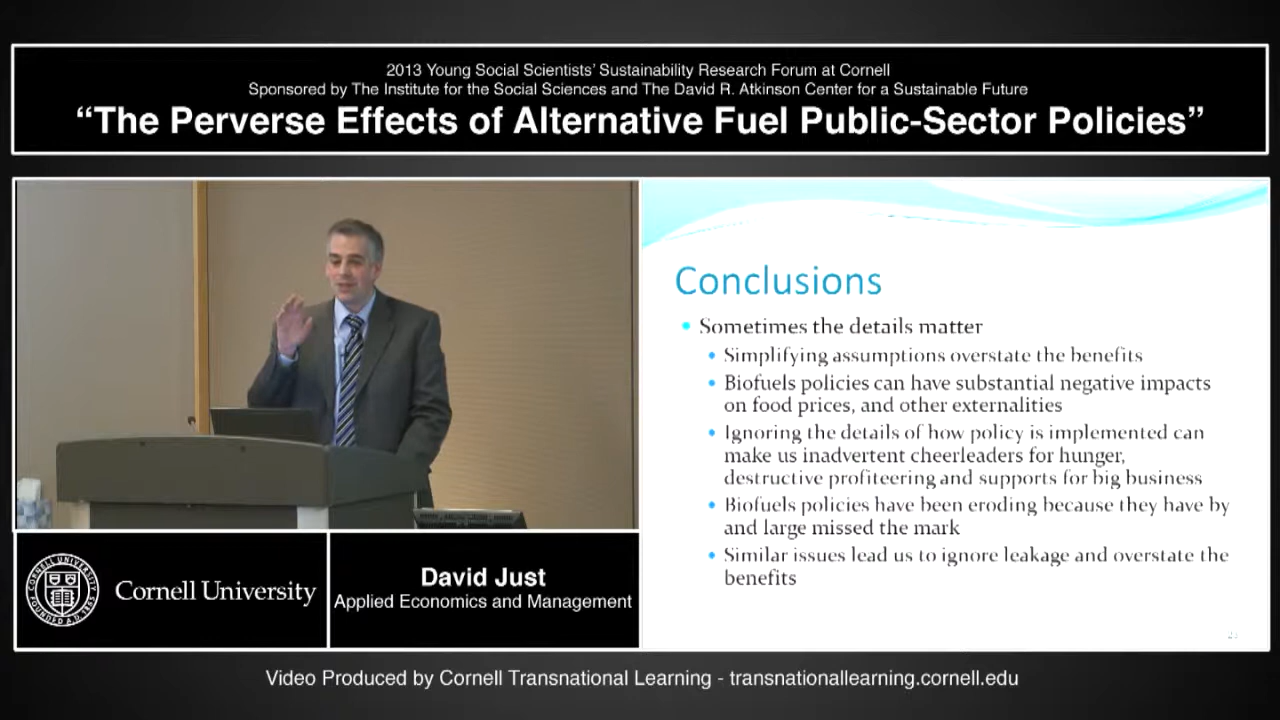 2013 Young Social Scientists' Sustainability Research Forum at Cornell
Sponsored by The Institute for the Social Sciences and The David R. Atkinson Center for a Sustainable Future
“The Perverse Effects of Alternative Fuel Public-Sector Policies”
Conclusions
Sometimes the details matter
Simplifying assumptions overstate the benefits
Biofuels policies can have substantial negative impacts
on food prices, and other externalities
Ignoring the details of how policy is implemented can
make us inadvertent cheerleaders for hunger,
destructive profiteering and supports for big business
Biofuels policies have been eroding because they have by
and large missed the mark
Similar issues lead us to ignore leakage and overstate the
benefits
CORNELL UNIVERSITY
FOUNDED A.D. 1865
Cornell University
David Just
Applied Economics and Management
Video Produced by Cornell Transnational Learning - transnationallearning.cornell.edu